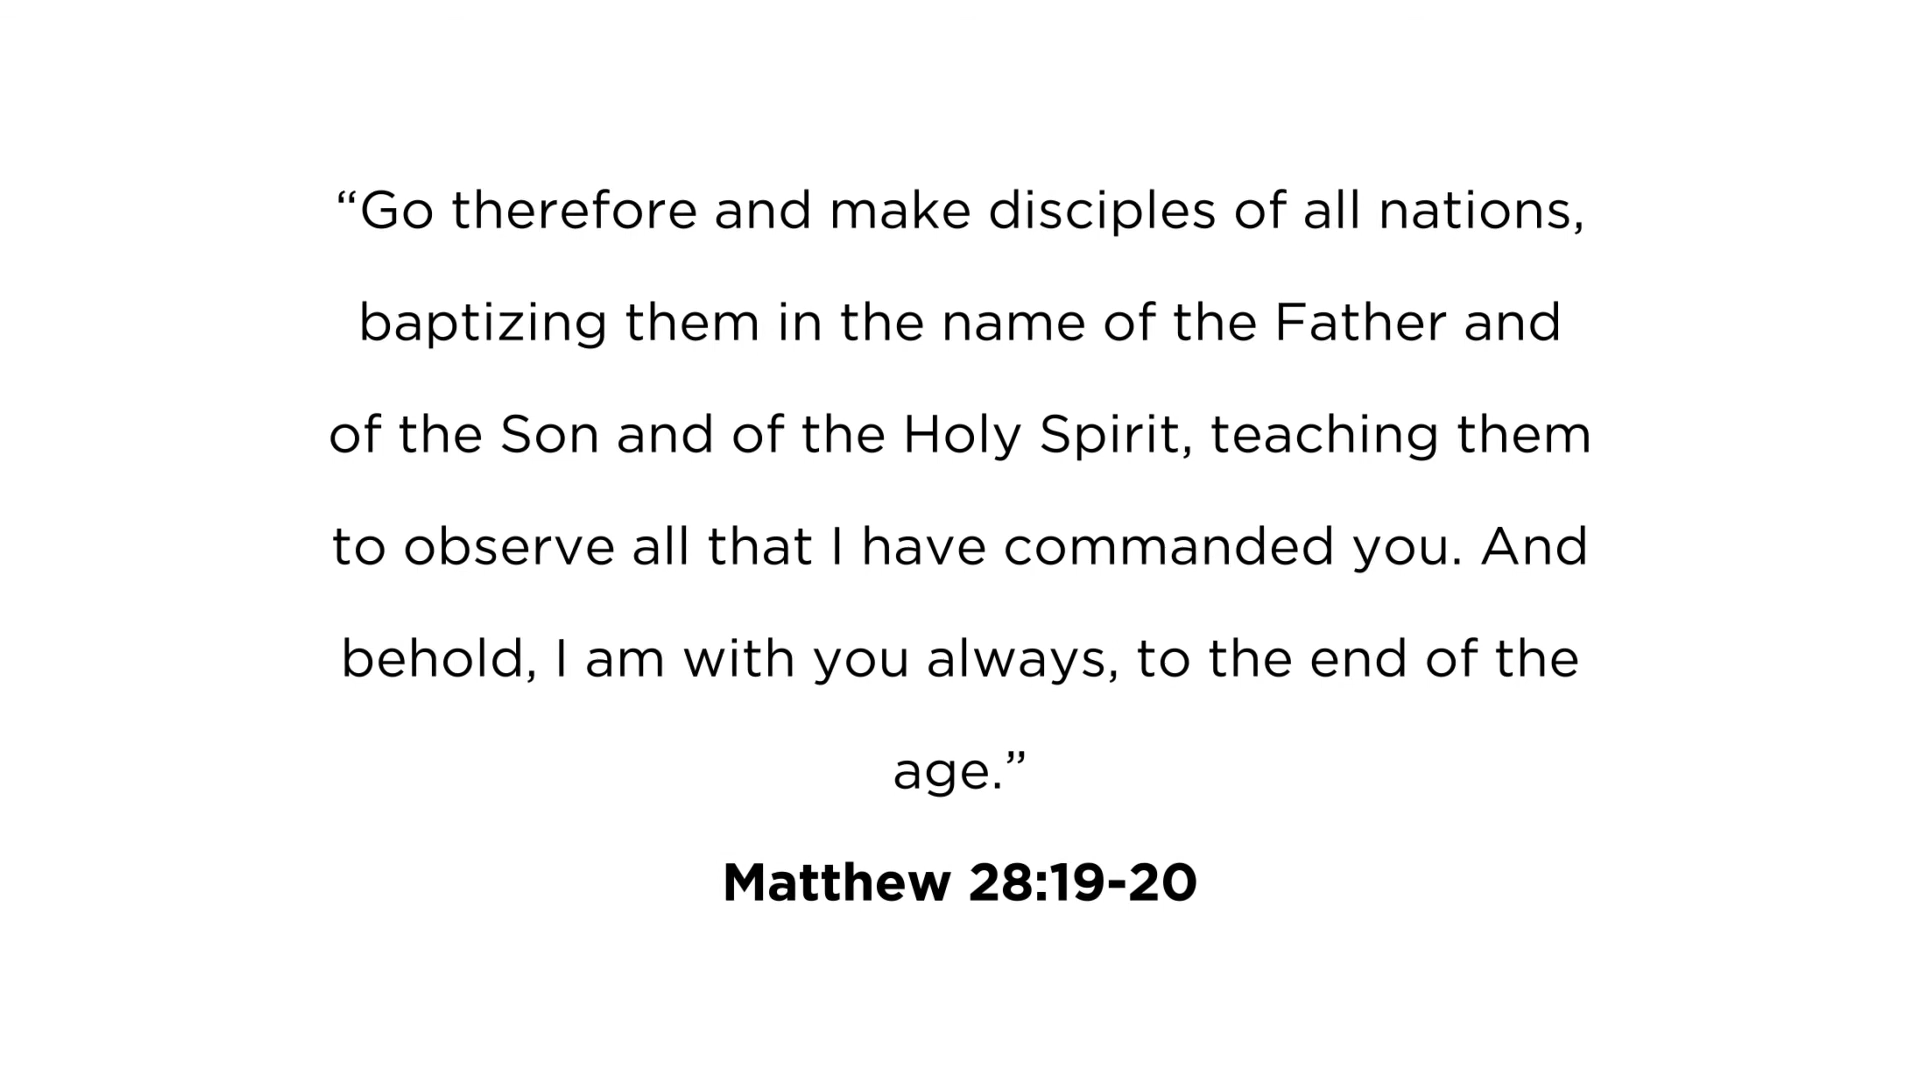 “Go therefore and make disciples of all nations,
baptizing them in the name of the Father and
of the Son and of the Holy Spirit, teaching them
to observe all that I have commanded you. And
behold, I am with you always, to the end of the
age.”
Matthew 28:19-20